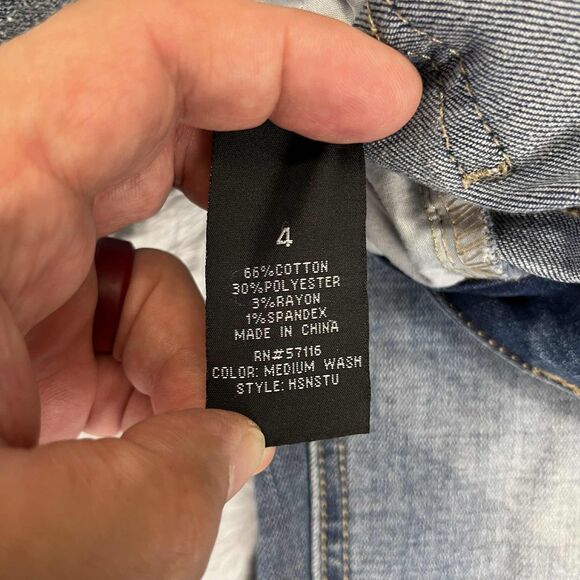 4
66%COTTON
30%POLYESTER
3%RAYON
1%SPANDEX
MADE IN CHINA
RN#57116
COLOR: MEDIUM WASH
STYLE: HSNSTU